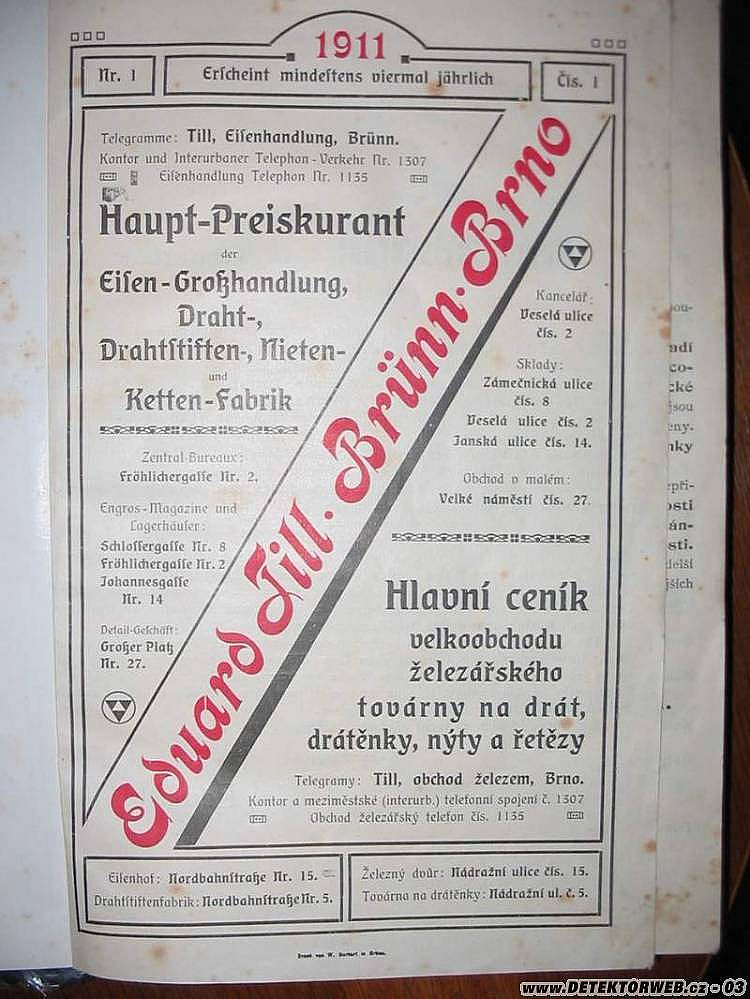 1911
Nr. 1
Erſcheint mindeſtens viermal jährlich
Čís. 1
Telegramme: Till, Eiſenhandlung, Brünn.
Kontor und Interurbaner Telephon-Verkehr Nr. 1307
Eiſenhandlung Telephon Nr. 1135
Haupt-Preiskurant
der
Eiſen-Großhandlung,
Draht-,
Drahtſtiften-, Nieten-
und
Ketten-Fabrik
Zentral-Bureaux:
Fröhlichergaſſe Nr. 2.
Engros-Magazine und
Lagerhäuſer:
Schloſſergaſſe Nr. 8
Fröhlichergaſſe Nr. 2
Johannesgaſſe
Nr. 14
Detail-Geſchäft:
Großer Platz
Nr. 27.
Eduard Till · Brünn · Brno
Kancelář:
Veselá ulice
čís. 2
Sklady:
Zámečnická ulice
čís. 8
Veselá ulice čís. 2
Janská ulice čís. 14.
Obchod v malém:
Velké náměstí čís. 27.
Hlavní ceník
velkoobchodu
železářského
továrny na drát,
drátěnky, nýty a řetězy
Telegramy: Till, obchod železem, Brno.
Kontor a meziměstské (interurb.) telefonní spojení č. 1307
Obchod železářský telefon čís. 1135
Eiſenhof: Nordbahnſtraße Nr. 15.
Drahtſtiftenfabrik: Nordbahnſtraße Nr. 5.
Železný dvůr: Nádražní ulice čís. 15.
Továrna na drátěnky: Nádražní ul. č. 5.
www.DETEKTORWEB.cz - 03